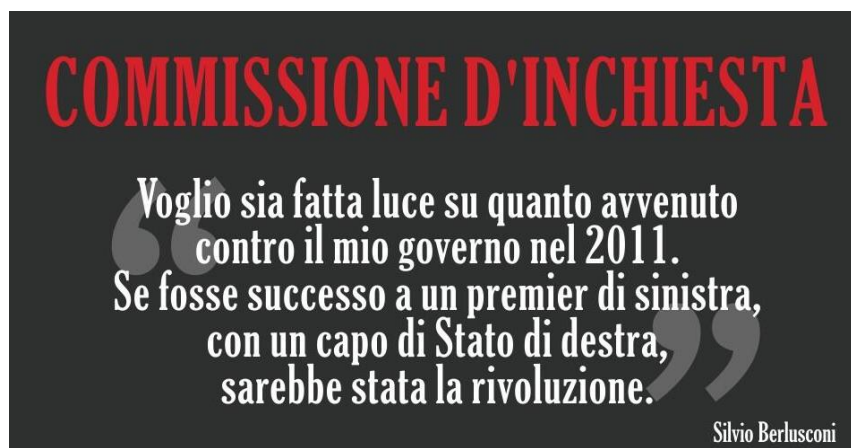 COMMISSIONE D'INCHIESTA
“Voglio sia fatta luce su quanto avvenuto
contro il mio governo nel 2011.
Se fosse successo a un premier di sinistra,
con un capo di Stato di destra,
sarebbe stata la rivoluzione.”
Silvio Berlusconi